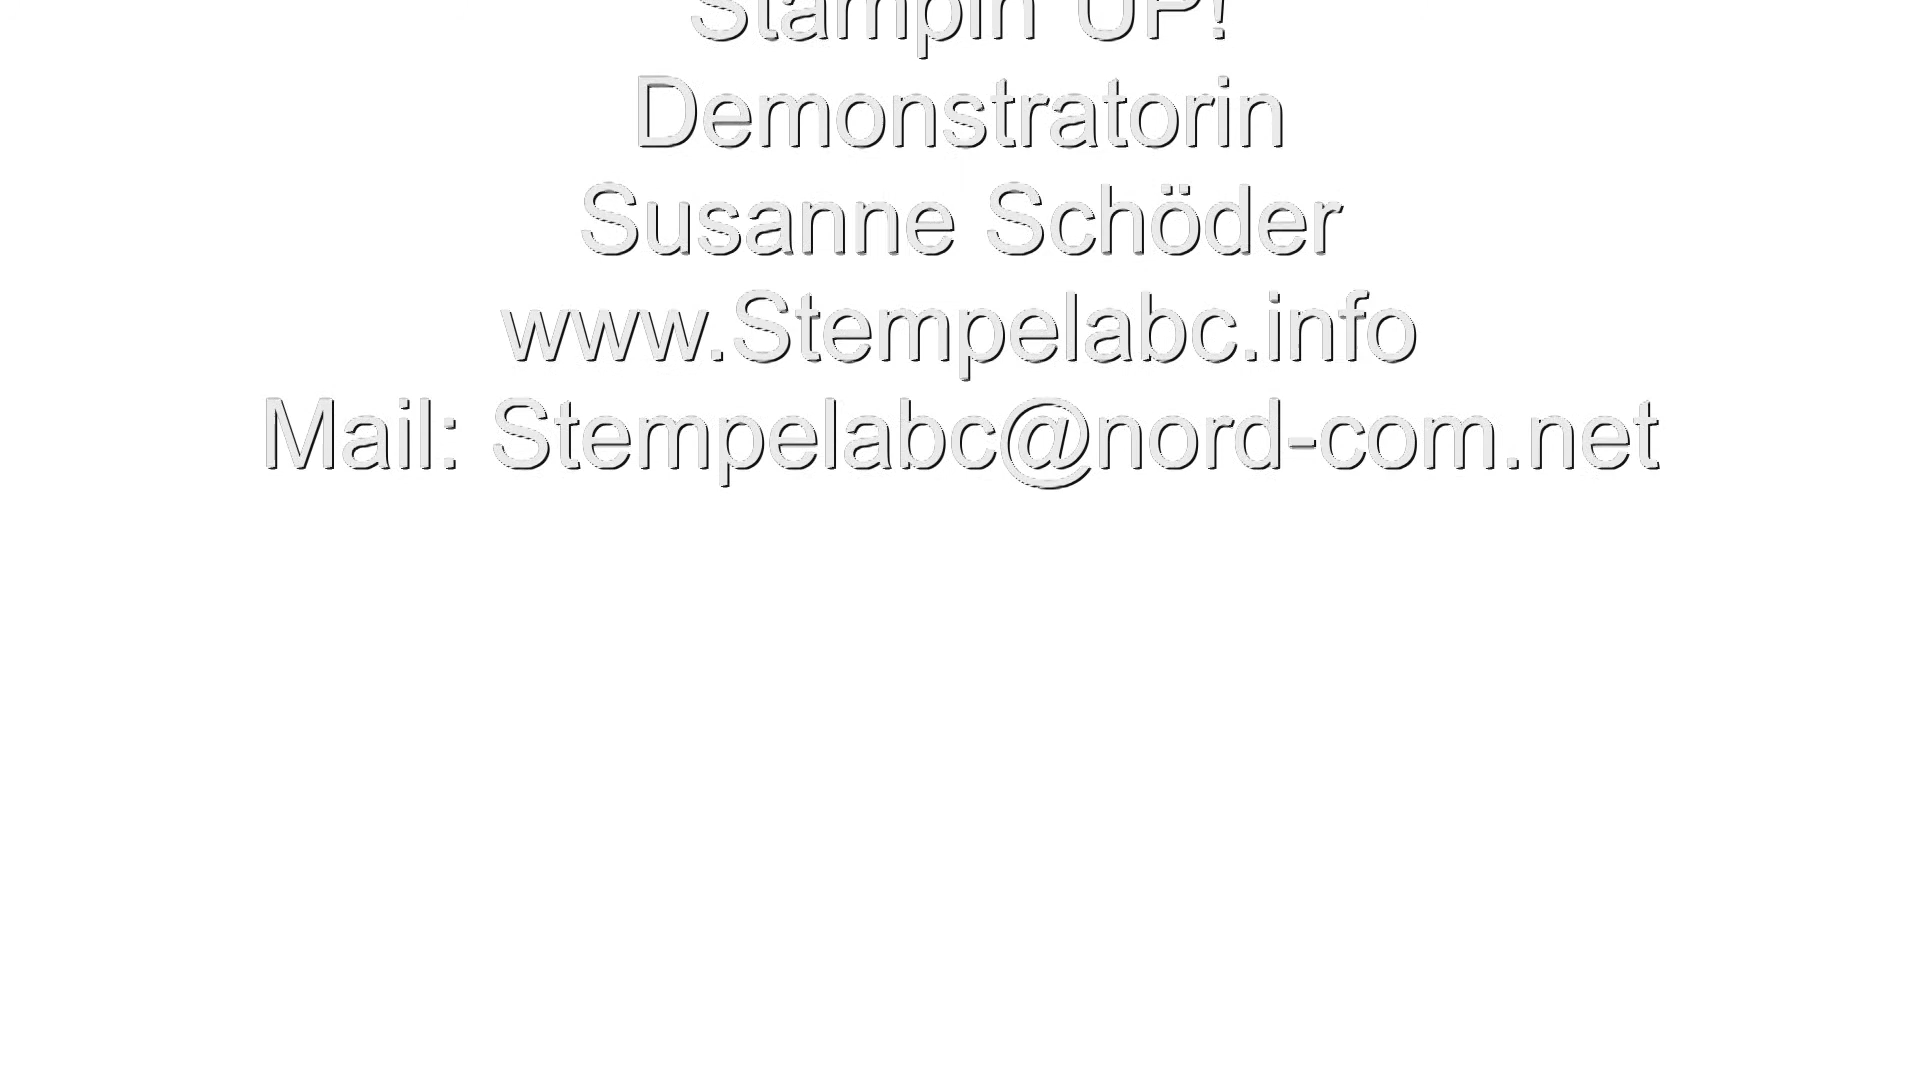 Stampin UP!
Demonstratorin
Susanne Schöder
www.Stempelabc.info
Mail: Stempelabc@nord-com.net